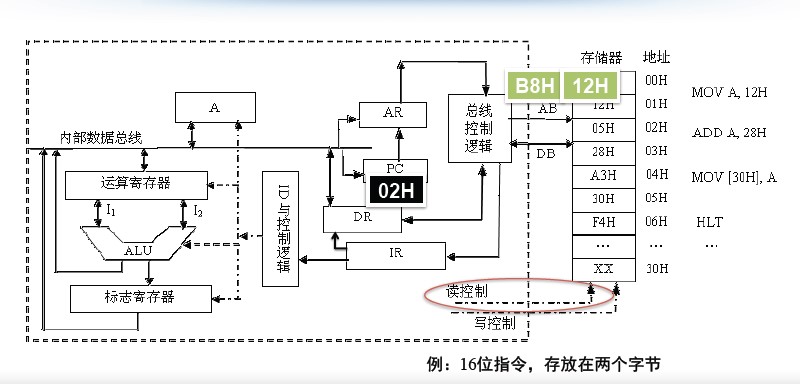 存储器 地址
B8H 12H 00H
MOV A, 12H
12H 01H
AB
05H 02H
ADD A, 28H
DB
28H 03H
A3H 04H MOV [30H], A
30H 05H
F4H 06H HLT
… … …
XX 30H
A
AR
总线控制逻辑
内部数据总线
PC
02H
运算寄存器
DR
I1 I2
ID与控制逻辑
ALU
IR
标志寄存器
读控制
写控制
例：16位指令，存放在两个字节